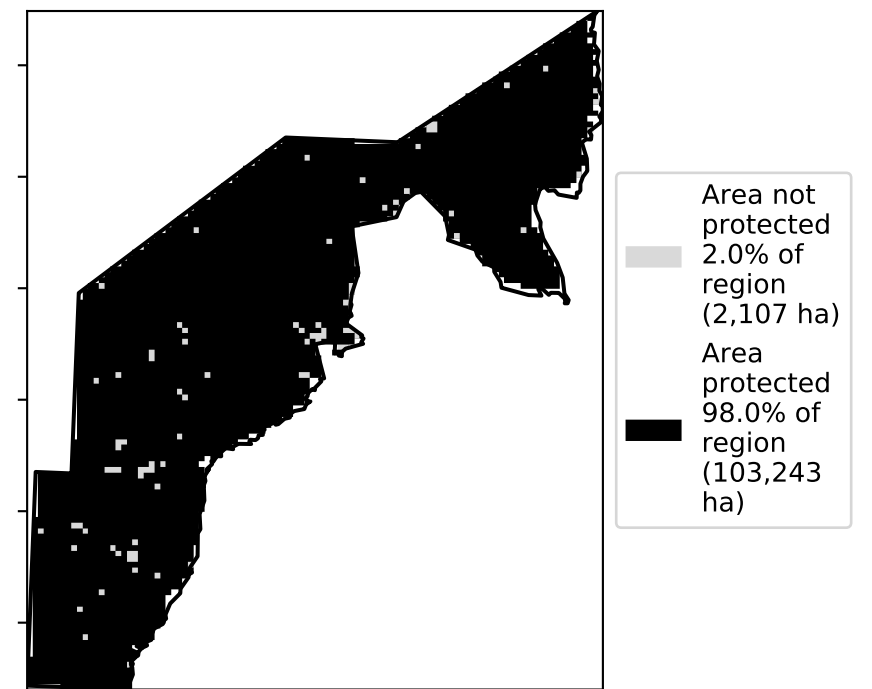 Area not
protected
2.0% of
region
(2,107 ha)
Area
protected
98.0% of
region
(103,243
ha)